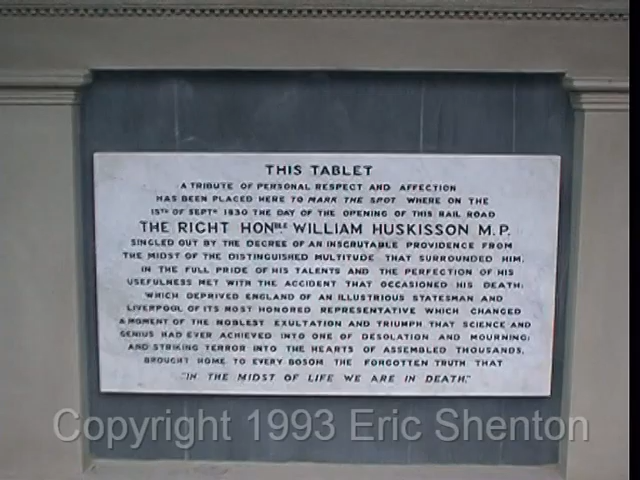 THIS TABLET
A TRIBUTE OF PERSONAL RESPECT AND AFFECTION
HAS BEEN PLACED HERE TO MARK THE SPOT WHERE ON THE
15TH OF SEPTR 1830 THE DAY OF THE OPENING OF THIS RAIL ROAD
THE RIGHT HONBLE WILLIAM HUSKISSON M.P.
SINGLED OUT BY THE DECREE OF AN INSCRUTABLE PROVIDENCE FROM
THE MIDST OF THE DISTINGUISHED MULTITUDE THAT SURROUNDED HIM,
IN THE FULL PRIDE OF HIS TALENTS AND THE PERFECTION OF HIS
USEFULNESS MET WITH THE ACCIDENT THAT OCCASIONED HIS DEATH;
WHICH DEPRIVED ENGLAND OF AN ILLUSTRIOUS STATESMAN AND
LIVERPOOL OF ITS MOST HONORED REPRESENTATIVE WHICH CHANGED
A MOMENT OF THE NOBLEST EXULTATION AND TRIUMPH THAT SCIENCE AND
GENIUS HAD EVER ACHIEVED INTO ONE OF DESOLATION AND MOURNING;
AND STRIKING TERROR INTO THE HEARTS OF ASSEMBLED THOUSANDS,
BROUGHT HOME TO EVERY BOSOM THE FORGOTTEN TRUTH THAT
"IN THE MIDST OF LIFE WE ARE IN DEATH."
Copyright 1993 Eric Shenton